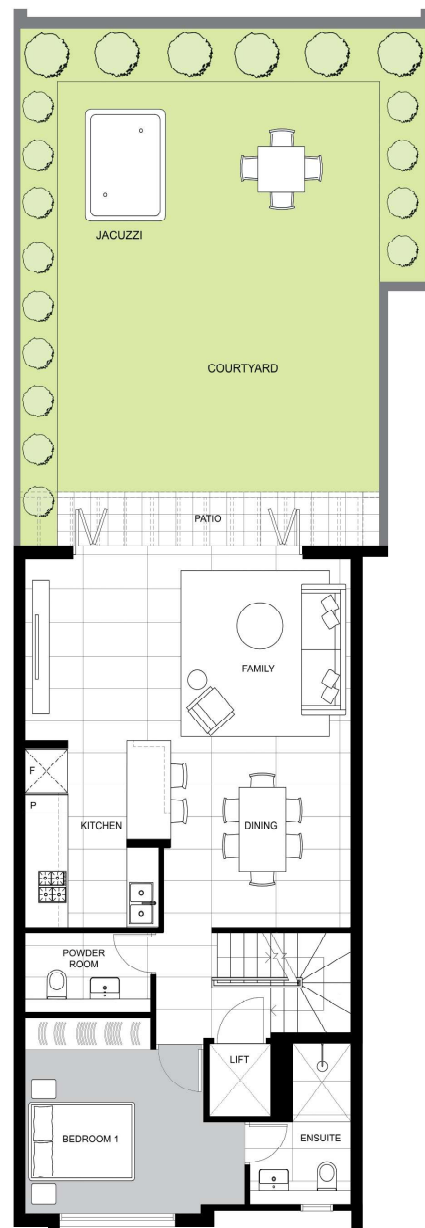 JACUZZI
COURTYARD
PATIO
FAMILY
F
P
KITCHEN
DINING
POWDER
ROOM
LIFT
BEDROOM 1
ENSUITE